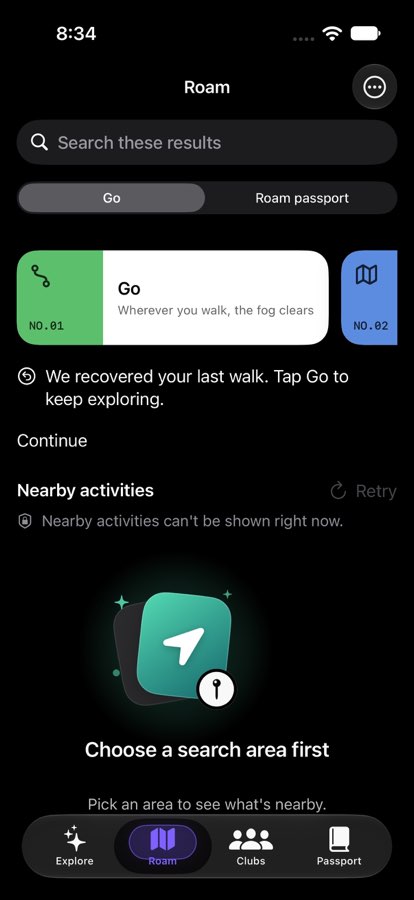 8:34
Roam
Search these results
Go
Roam passport
Go
Wherever you walk, the fog clears
NO.01
NO.02
We recovered your last walk. Tap Go to
keep exploring.
Continue
Nearby activities
Retry
Nearby activities can't be shown right now.
Choose a search area first
Pick an area to see what's nearby.
Explore
Roam
Clubs
Passport